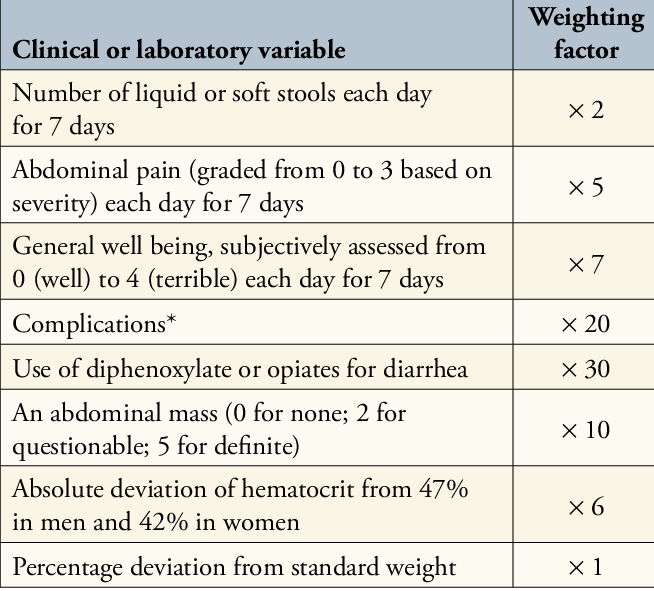 Clinical or laboratory variable
Weighting
factor
Number of liquid or soft stools each day
for 7 days
× 2
Abdominal pain (graded from 0 to 3 based on
severity) each day for 7 days
× 5
General well being, subjectively assessed from
0 (well) to 4 (terrible) each day for 7 days
× 7
Complications*
× 20
Use of diphenoxylate or opiates for diarrhea
× 30
An abdominal mass (0 for none; 2 for
questionable; 5 for definite)
× 10
Absolute deviation of hematocrit from 47%
in men and 42% in women
× 6
Percentage deviation from standard weight
× 1